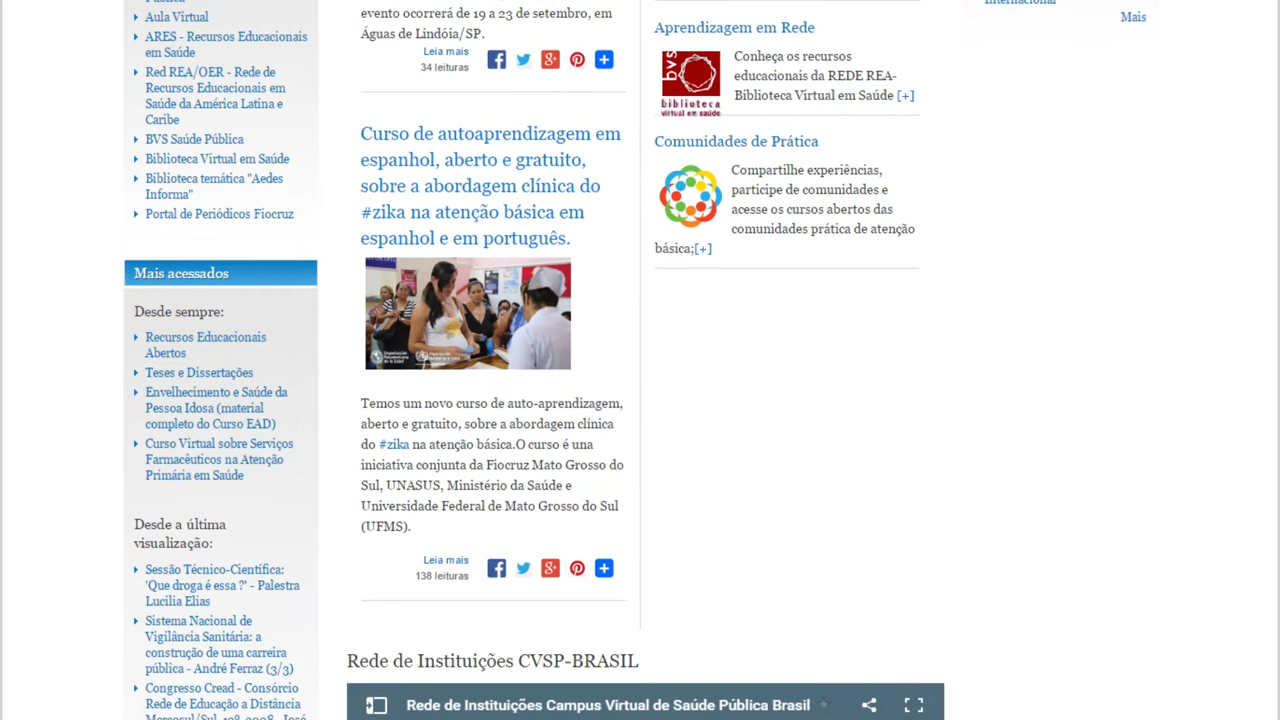 Pública
Aula Virtual
ARES - Recursos Educacionais
em Saúde
Red REA/OER - Rede de
Recursos Educacionais em
Saúde da América Latina e
Caribe
BVS Saúde Pública
Biblioteca Virtual em Saúde
Biblioteca temática "Aedes
Informa"
Portal de Periódicos Fiocruz
Mais acessados
Desde sempre:
Recursos Educacionais
Abertos
Teses e Dissertações
Envelhecimento e Saúde da
Pessoa Idosa (material
completo do Curso EAD)
Curso Virtual sobre Serviços
Farmacêuticos na Atenção
Primária em Saúde
Desde a última
visualização:
Sessão Técnico-Científica:
'Que droga é essa ?' - Palestra
Lucilia Elias
Sistema Nacional de
Vigilância Sanitária: a
construção de uma carreira
pública - André Ferraz (3/3)
Congresso Cread - Consórcio
Rede de Educação a Distância
Mercosul/Sul, 198-2008 - José
evento ocorrerá de 19 a 23 de setembro, em
Águas de Lindóia/SP.
Leia mais
34 leituras
Curso de autoaprendizagem em
espanhol, aberto e gratuito,
sobre a abordagem clínica do
#zika na atenção básica em
espanhol e em português.
Temos um novo curso de auto-aprendizagem,
aberto e gratuito, sobre a abordagem clínica
do #zika na atenção básica.O curso é una
iniciativa conjunta da Fiocruz Mato Grosso do
Sul, UNASUS, Ministério da Saúde e
Universidade Federal de Mato Grosso do Sul
(UFMS).
Leia mais
138 leituras
Aprendizagem em Rede
bvs
biblioteca
virtual em saúde
Conheça os recursos
educacionais da REDE REA-
Biblioteca Virtual em Saúde [+]
Comunidades de Prática
Compartilhe experiências,
participe de comunidades e
acesse os cursos abertos das
comunidades prática de atenção
básica;[+]
Internacional
Mais
Rede de Instituições CVSP-BRASIL
Rede de Instituições Campus Virtual de Saúde Pública Brasil